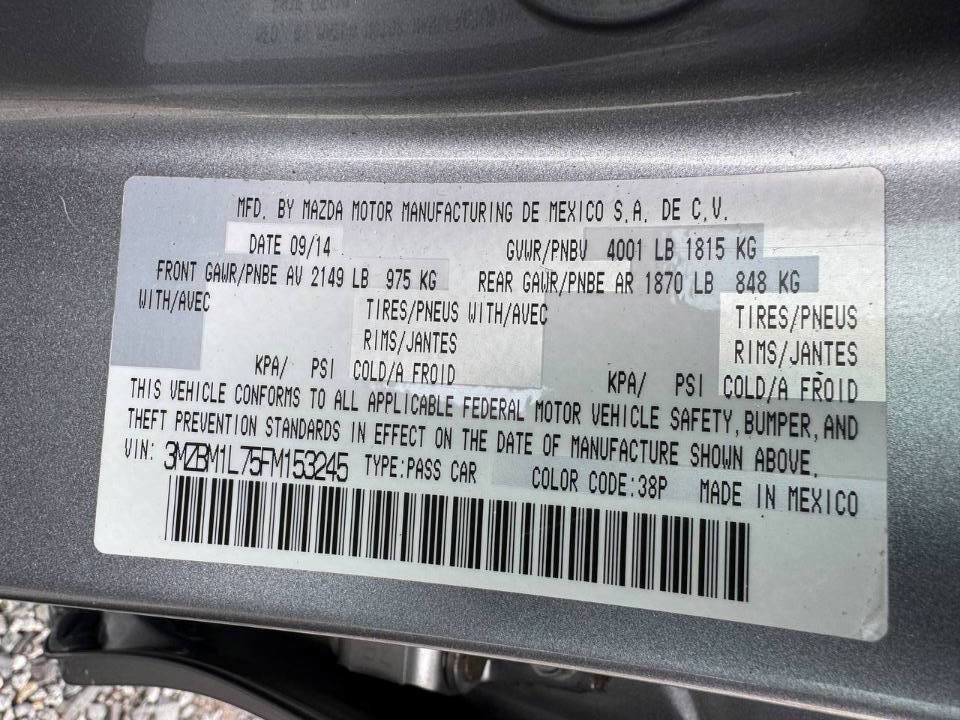 MFD. BY MAZDA MOTOR MANUFACTURING DE MEXICO S.A. DE C.V.
DATE 09/14 GVWR/PNBV 4001 LB 1815 KG
FRONT GAWR/PNBE AV 2149 LB 975 KG REAR GAWR/PNBE AR 1870 LB 848 KG
WITH/AVEC TIRES/PNEUS WITH/AVEC TIRES/PNEUS
RIMS/JANTES RIMS/JANTES
KPA/ PSI COLD/A FROID KPA/ PSI COLD/A FROID
THIS VEHICLE CONFORMS TO ALL APPLICABLE FEDERAL MOTOR VEHICLE SAFETY, BUMPER, AND
THEFT PREVENTION STANDARDS IN EFFECT ON THE DATE OF MANUFACTURE SHOWN ABOVE.
VIN: 3MZBM1L75FM153245 TYPE:PASS CAR COLOR CODE:38P MADE IN MEXICO